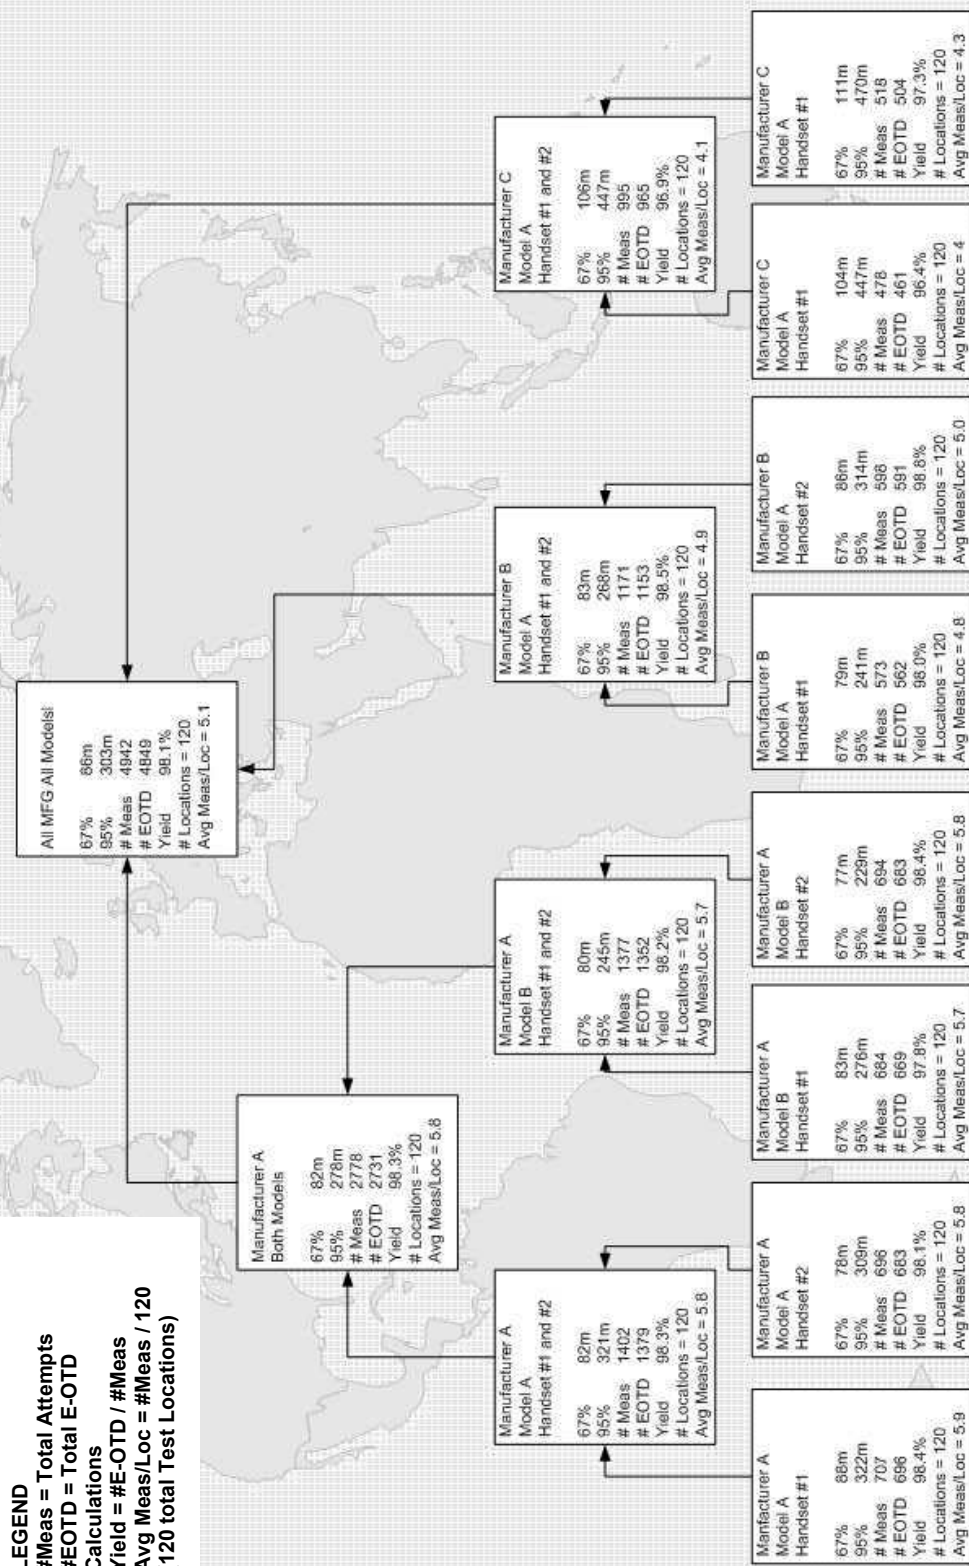 LEGEND
#Meas = Total Attempts
#EOTD = Total E-OTD
Calculations
Yield = #E-OTD / #Meas
Avg Meas/Loc = #Meas / 120
120 total Test Locations)
All MFG All Models!
67% 86m
95% 303m
# Meas 4942
# EOTD 4849
Yield 98.1%
# Locations = 120
Avg Meas/Loc = 5.1
Manufacturer A
Both Models
67% 82m
95% 278m
# Meas 2778
# EOTD 2731
Yield 98.3%
# Locations = 120
Avg Meas/Loc = 5.8
Manufacturer A
Model A
Handset #1 and #2
67% 82m
95% 321m
# Meas 1402
# EOTD 1379
Yield 98.3%
# Locations = 120
Avg Meas/Loc = 5.8
Manufacturer A
Model B
Handset #1 and #2
67% 80m
95% 245m
# Meas 1377
# EOTD 1352
Yield 98.2%
# Locations = 120
Avg Meas/Loc = 5.7
Manufacturer B
Model A
Handset #1 and #2
67% 83m
95% 268m
# Meas 1171
# EOTD 1153
Yield 98.5%
# Locations = 120
Avg Meas/Loc = 4.9
Manufacturer C
Model A
Handset #1 and #2
67% 106m
95% 447m
# Meas 995
# EOTD 965
Yield 96.9%
# Locations = 120
Avg Meas/Loc = 4.1
Manfacturer A
Model A
Handset #1
67% 88m
95% 322m
# Meas 707
# EOTD 696
Yield 98.4%
# Locations = 120
Avg Meas/Loc = 5.9
Manufacturer A
Model A
Handset #2
67% 78m
95% 309m
# Meas 696
# EOTD 683
Yield 98.1%
# Locations = 120
Avg Meas/Loc = 5.8
Manufacturer A
Model B
Handset #1
67% 83m
95% 276m
# Meas 684
# EOTD 669
Yield 97.8%
# Locations = 120
Avg Meas/Loc = 5.7
Manufacturer A
Model B
Handset #2
67% 77m
95% 229m
# Meas 694
# EOTD 683
Yield 98.4%
# Locations = 120
Avg Meas/Loc = 5.8
Manufacturer B
Model A
Handset #1
67% 79m
95% 241m
# Meas 573
# EOTD 562
Yield 98.0%
# Locations = 120
Avg Meas/Loc = 4.8
Manufacturer B
Model A
Handset #2
67% 86m
95% 314m
# Meas 598
# EOTD 591
Yield 98.8%
# Locations = 120
Avg Meas/Loc = 5.0
Manufacturer C
Model A
Handset #1
67% 104m
95% 447m
# Meas 478
# EOTD 461
Yield 96.4%
# Locations = 120
Avg Meas/Loc = 4
Manufacturer C
Model A
Handset #1
67% 111m
95% 470m
# Meas 518
# EOTD 504
Yield 97.3%
# Locations = 120
Avg Meas/Loc = 4.3